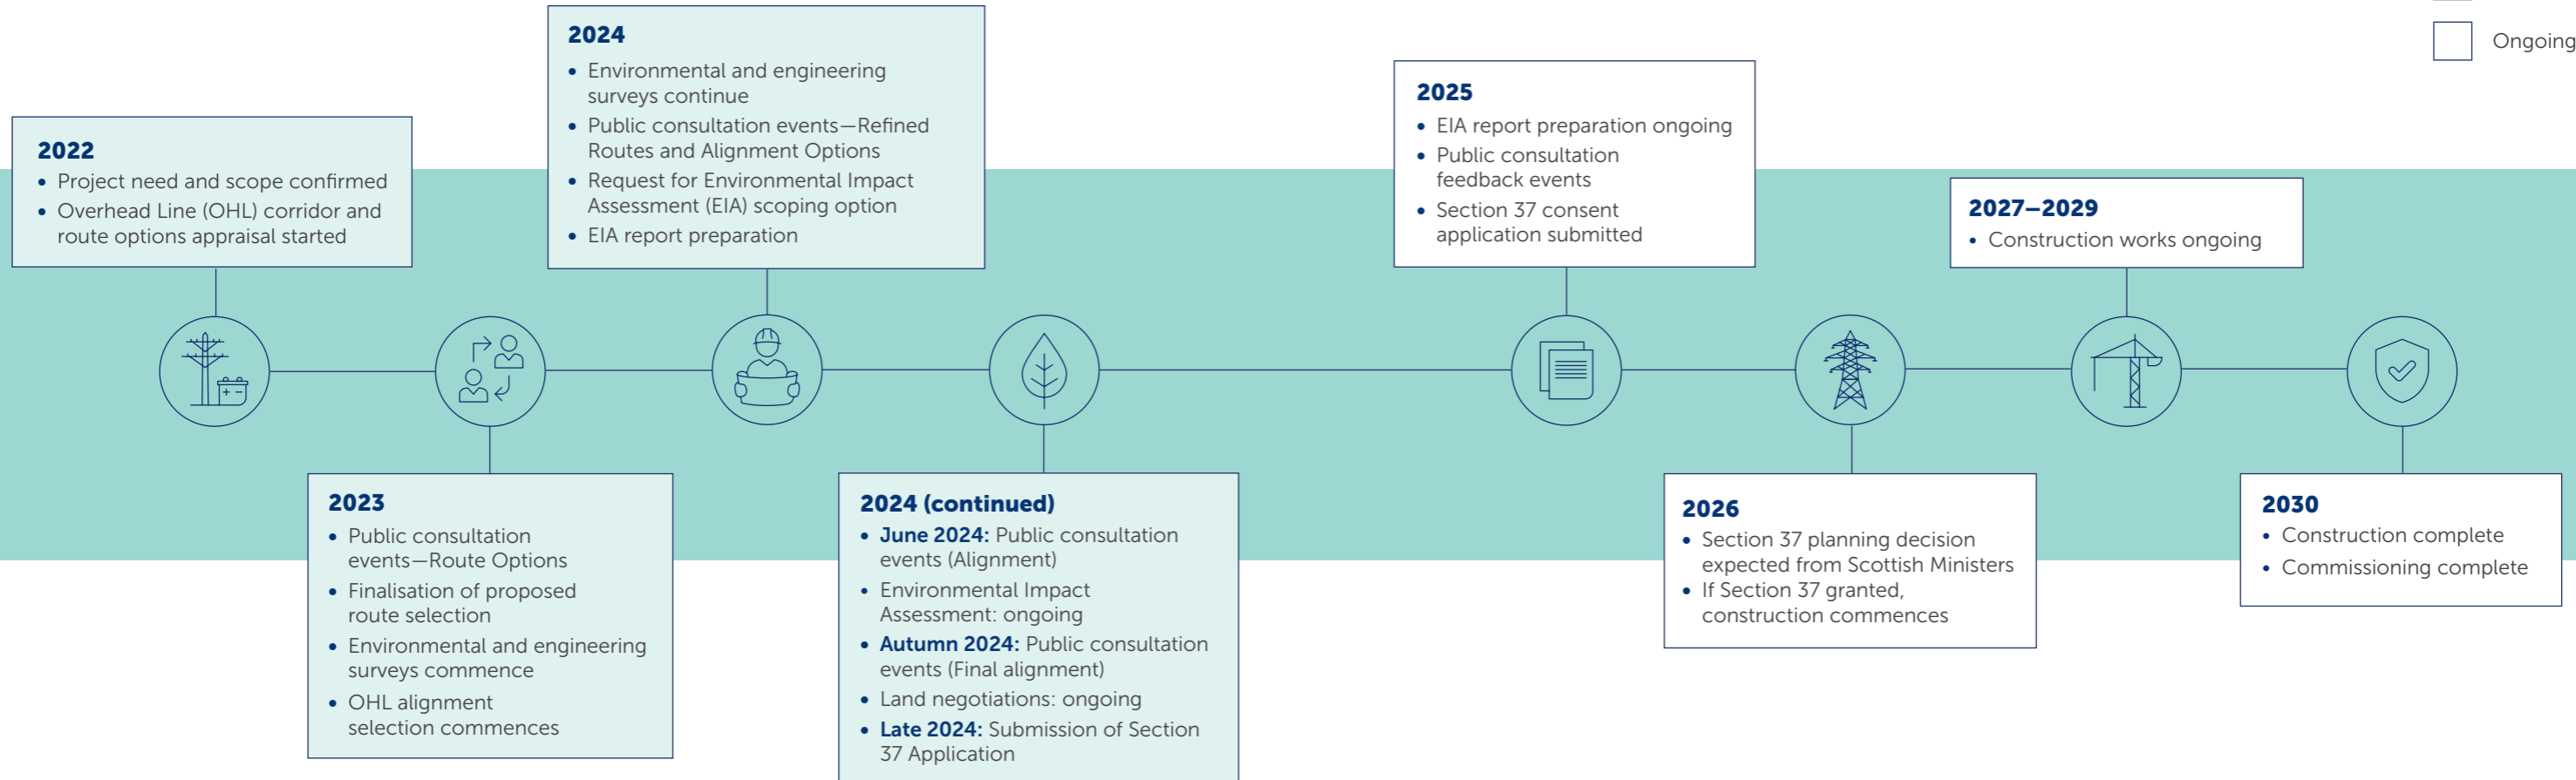 Ongoing
2022
• Project need and scope confirmed
• Overhead Line (OHL) corridor and
route options appraisal started
2023
• Public consultation
events—Route Options
• Finalisation of proposed
route selection
• Environmental and engineering
surveys commence
• OHL alignment
selection commences
2024
• Environmental and engineering
surveys continue
• Public consultation events—Refined
Routes and Alignment Options
• Request for Environmental Impact
Assessment (EIA) scoping option
• EIA report preparation
2024 (continued)
• June 2024: Public consultation
events (Alignment)
• Environmental Impact
Assessment: ongoing
• Autumn 2024: Public consultation
events (Final alignment)
• Land negotiations: ongoing
• Late 2024: Submission of Section
37 Application
2025
• EIA report preparation ongoing
• Public consultation
feedback events
• Section 37 consent
application submitted
2026
• Section 37 planning decision
expected from Scottish Ministers
• If Section 37 granted,
construction commences
2027–2029
• Construction works ongoing
2030
• Construction complete
• Commissioning complete